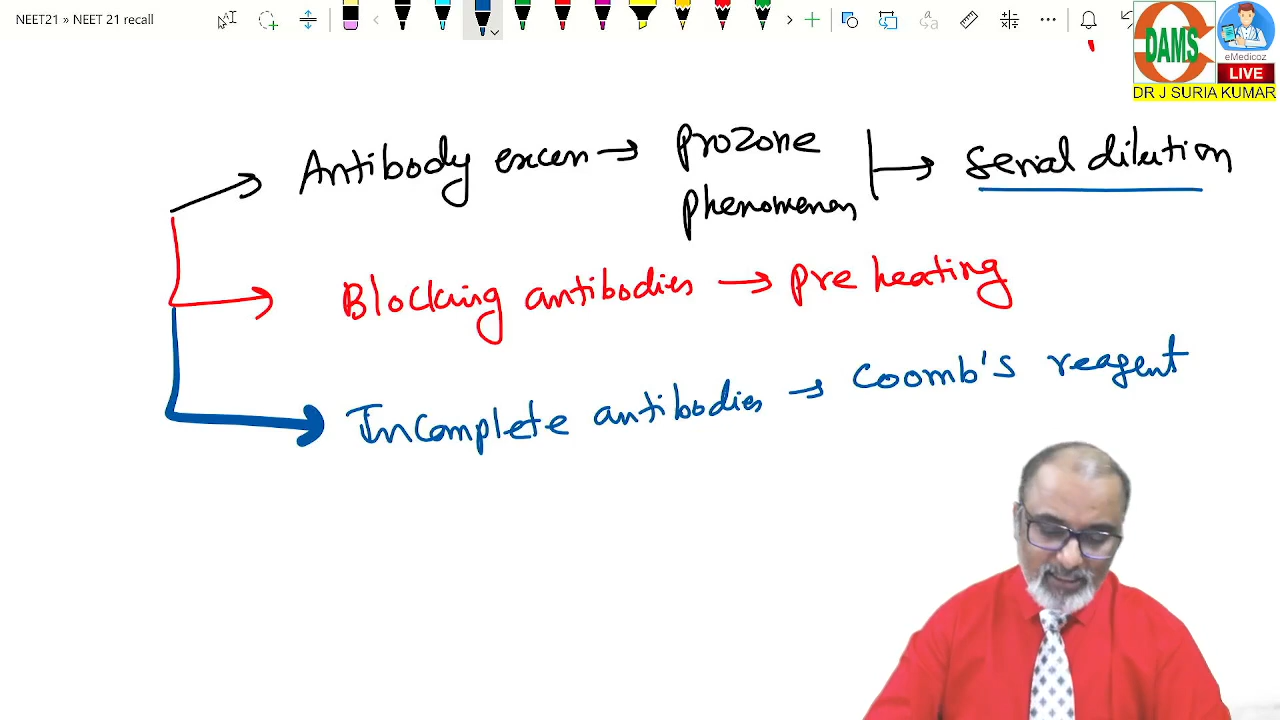 NEET21 » NEET 21 recall
DAMS
eMedicoz
LIVE
DR J SURIA KUMAR
Antibody excess → Prozone phenomenon → Serial dilution
Blocking antibodies → Pre heating
Incomplete antibodies → Coomb's reagent